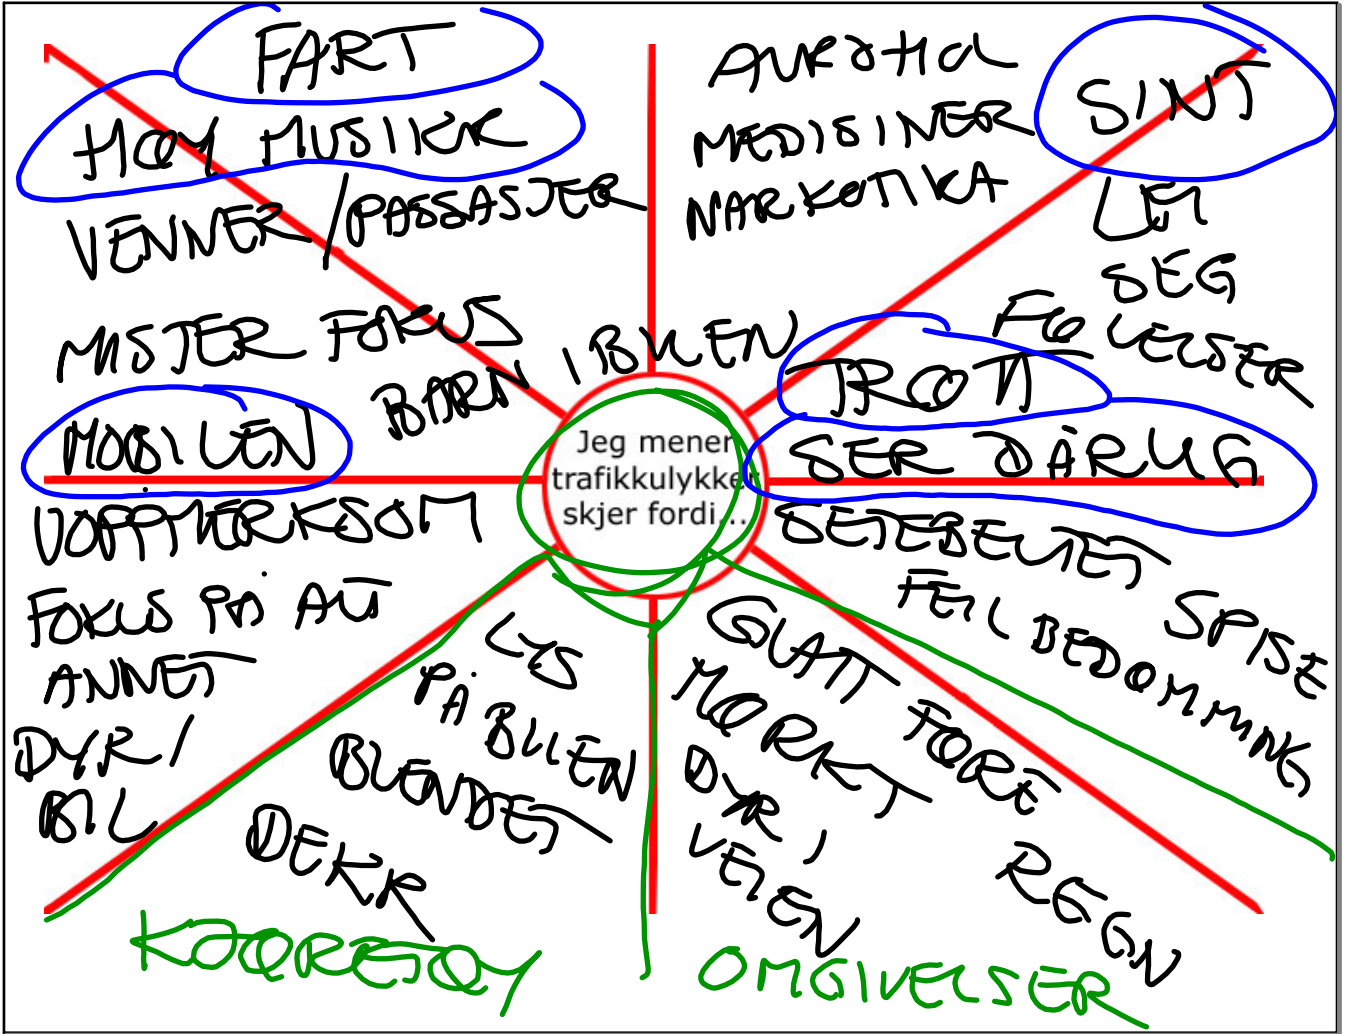 FART
HØY MUSIKK
VENNER / PASSASJER
MISTER FOKUS
BARN I BILEN
MOBILEN
UOPPMERKSOM
FOKUS PÅ ALT
ANNET
DYR I
BIL
ALKOHOL
MEDISINER
NARKOTIKA
SINT
LEI
SEG
FØLELSER
TRØTT
SER DÅRLIG
SETEBELTET
SPISE
FEILBEDØMMING
Jeg mener
trafikkulykker
skjer fordi...
LYS
PÅ BILEN
BLENDET
DEKK
KJØRETØY
GLATT FØRE
MØRKT
DYR I
VEIEN
REGN
OMGIVELSER